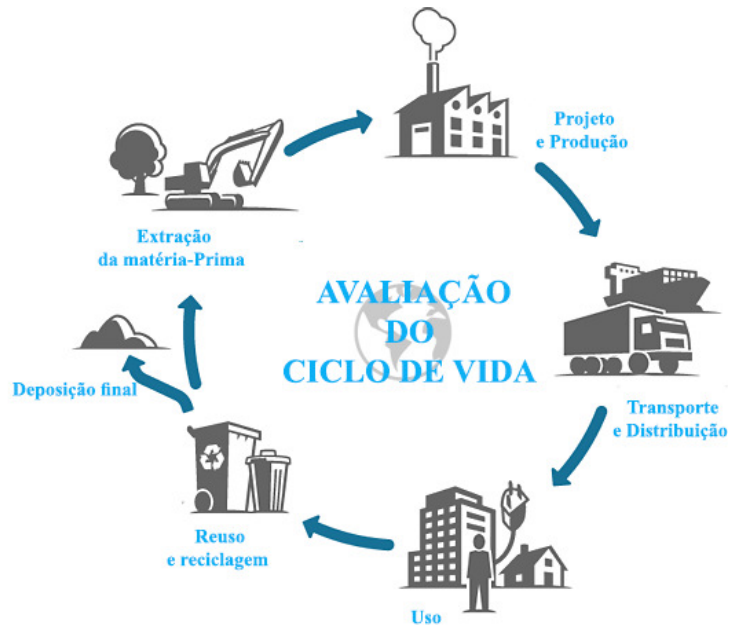 Projeto
e Produção
Extração
da matéria-Prima
AVALIAÇÃO
DO
CICLO DE VIDA
Deposição final
Transporte
e Distribuição
Reuso
e reciclagem
Uso